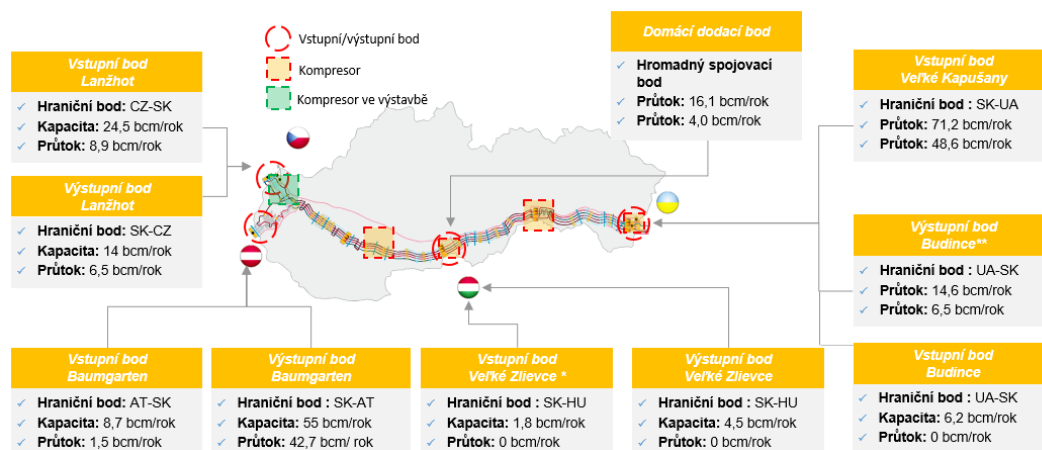 Vstupní/výstupní bod
Kompresor
Kompresor ve výstavbě
Vstupní bod
Lanžhot
Hraniční bod: CZ-SK
Kapacita: 24,5 bcm/rok
Průtok: 8,9 bcm/rok
Výstupní bod
Lanžhot
Hraniční bod: SK-CZ
Kapacita: 14 bcm/rok
Průtok: 6,5 bcm/rok
Domácí dodací bod
Hromadný spojovací
bod
Průtok: 16,1 bcm/rok
Průtok: 4,0 bcm/rok
Vstupní bod
Veľké Kapušany
Hraniční bod : SK-UA
Průtok: 71,2 bcm/rok
Průtok: 48,6 bcm/rok
Výstupní bod
Budince**
Hraniční bod : UA-SK
Průtok: 14,6 bcm/rok
Průtok: 6,5 bcm/rok
Vstupní bod
Baumgarten
Hraniční bod: AT-SK
Kapacita: 8,7 bcm/rok
Průtok: 1,5 bcm/rok
Výstupní bod
Baumgarten
Hraniční bod : SK-AT
Kapacita: 55 bcm/rok
Průtok: 42,7 bcm/ rok
Vstupní bod
Veľké Zlievce *
Hraniční bod : SK-HU
Kapacita: 1,8 bcm/rok
Průtok: 0 bcm/rok
Výstupní bod
Veľké Zlievce
Hraniční bod : SK-HU
Kapacita: 4,5 bcm/rok
Průtok: 0 bcm/rok
Vstupní bod
Budince
Hraniční bod : UA-SK
Kapacita: 6,2 bcm/rok
Průtok: 0 bcm/rok